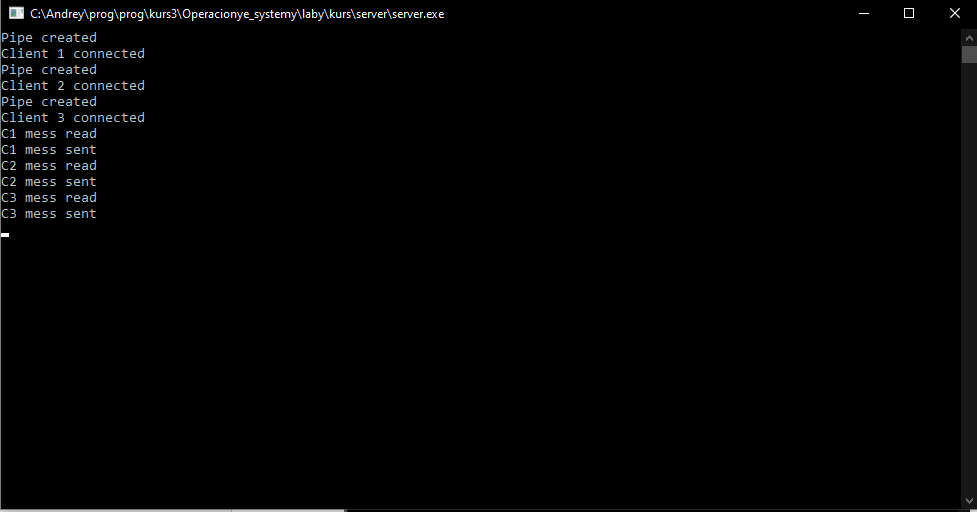 C:\Andrey\prog\prog\kurs3\Operacionye_systemy\laby\kurs\server\server.exe
Pipe created
Client 1 connected
Pipe created
Client 2 connected
Pipe created
Client 3 connected
C1 mess read
C1 mess sent
C2 mess read
C2 mess sent
C3 mess read
C3 mess sent